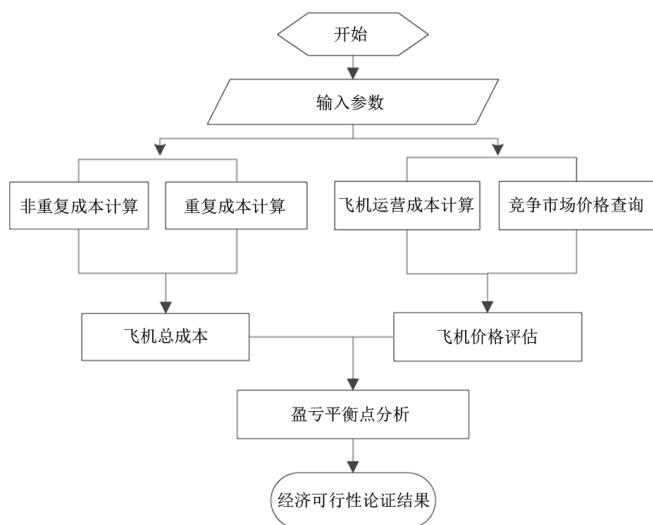 开始
输入参数
非重复成本计算
重复成本计算
飞机运营成本计算
竞争市场价格查询
飞机总成本
飞机价格评估
盈亏平衡点分析
经济可行性论证结果